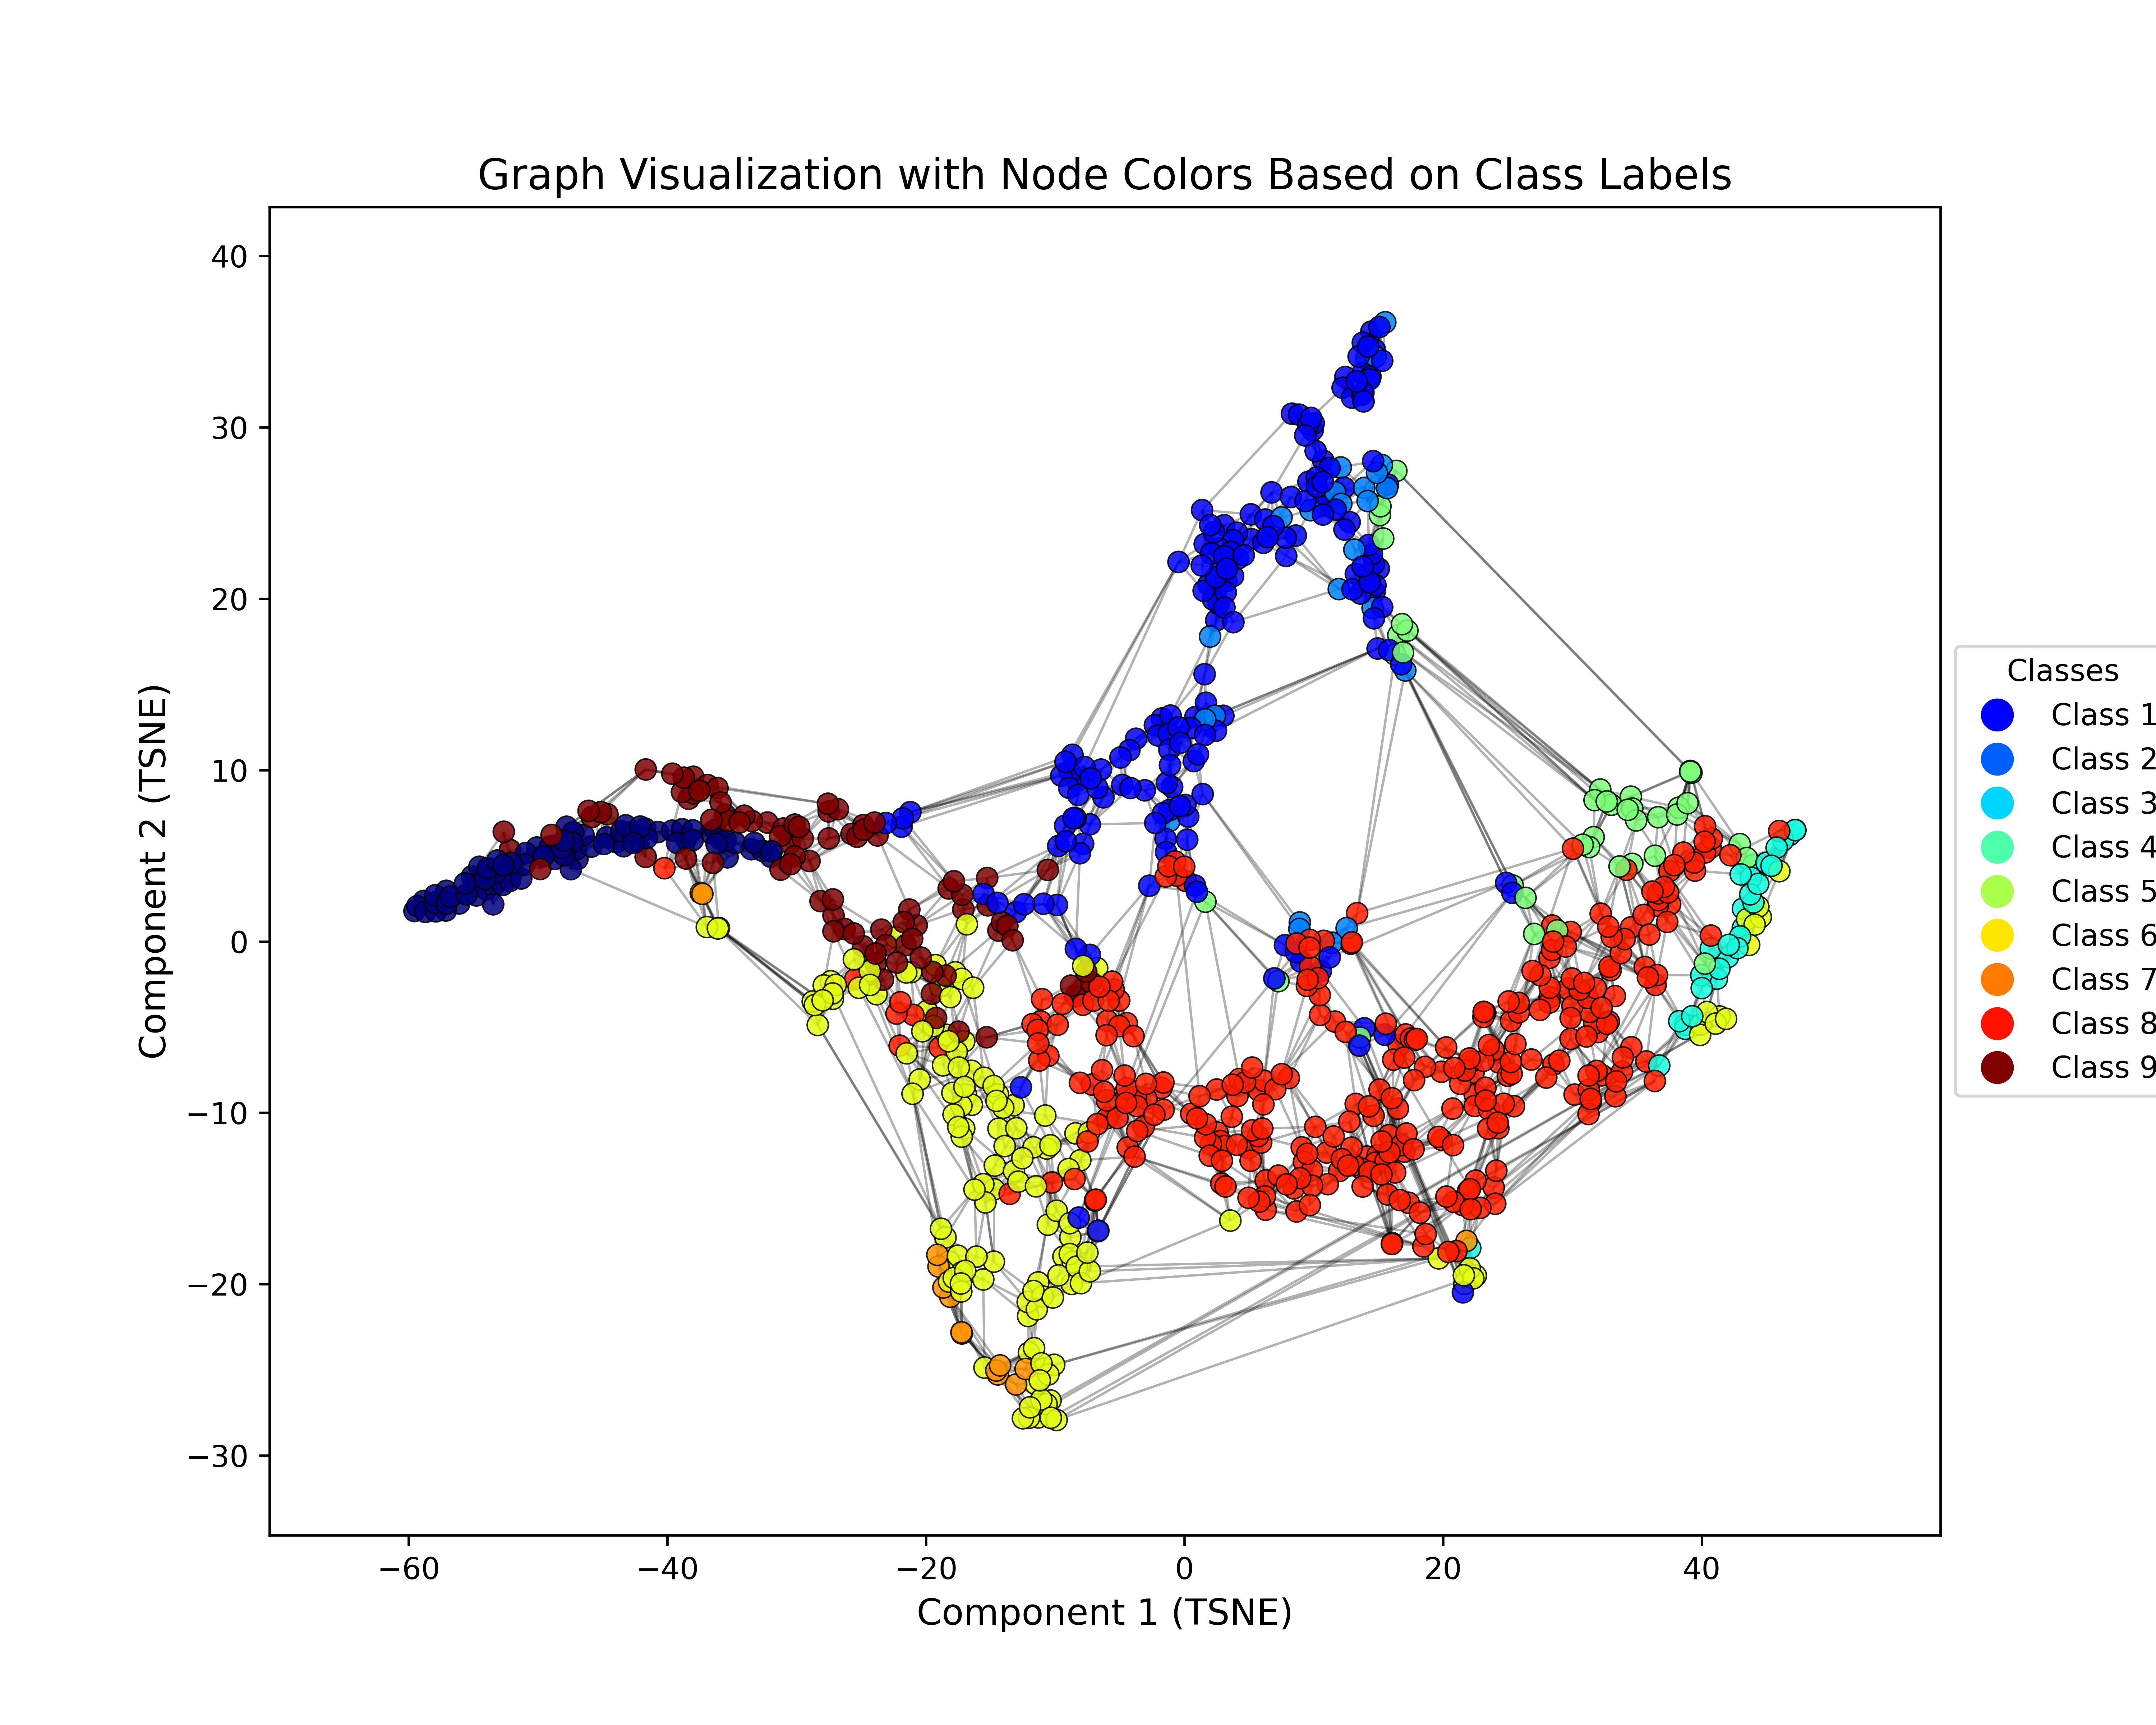 Graph Visualization with Node Colors Based on Class Labels
40
30
20
10
0
−10
−20
−30
Component 2 (TSNE)
−60
−40
−20
0
20
40
Component 1 (TSNE)
Classes
Class 1
Class 2
Class 3
Class 4
Class 5
Class 6
Class 7
Class 8
Class 9